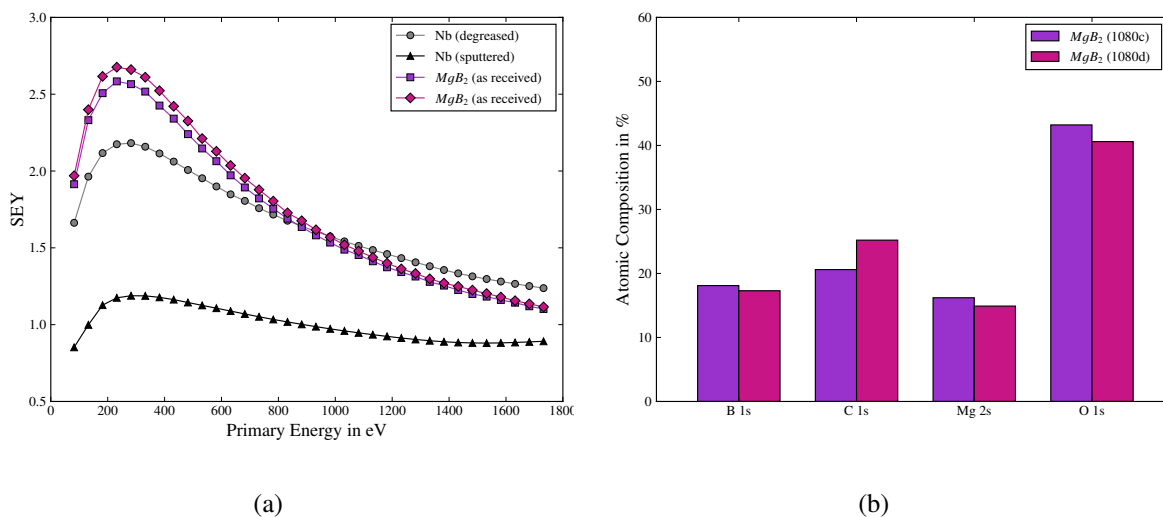 3.0
2.5
2.0
1.5
1.0
0.5
SEY
0
200
400
600
800
1000
1200
1400
1600
1800
Primary Energy in eV
Nb (degreased)
Nb (sputtered)
MgB₂ (as received)
MgB₂ (as received)
(a)
60
50
40
30
20
10
0
Atomic Composition in %
B 1s
C 1s
Mg 2s
O 1s
MgB₂ (1080c)
MgB₂ (1080d)
(b)